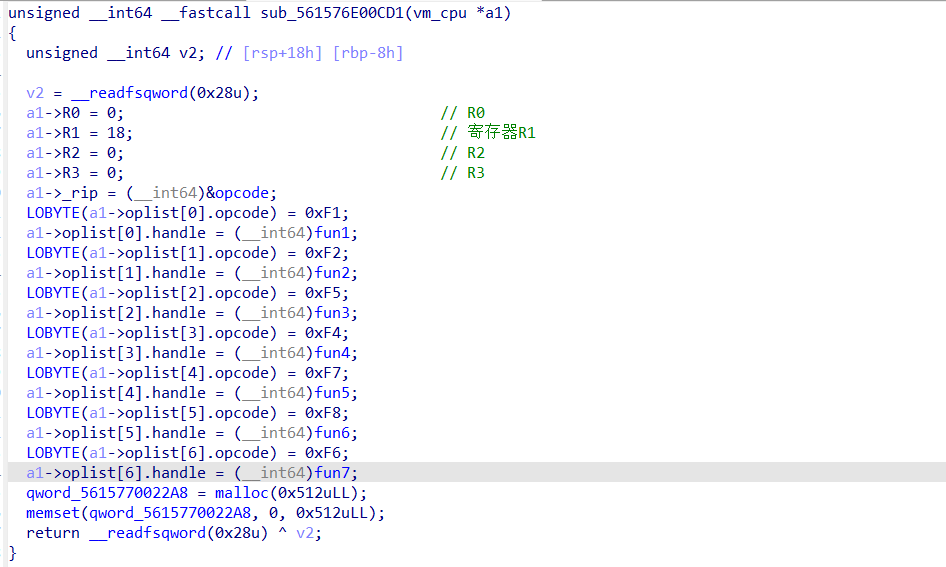 unsigned __int64 __fastcall sub_561576E00CD1(vm_cpu *a1)
{
unsigned __int64 v2; // [rsp+18h] [rbp-8h]
v2 = __readfsqword(0x28u);
a1->R0 = 0; // R0
a1->R1 = 18; // 寄存器R1
a1->R2 = 0; // R2
a1->R3 = 0; // R3
a1->_rip = (__int64)&opcode;
LOBYTE(a1->oplist[0].opcode) = 0xF1;
a1->oplist[0].handle = (__int64)fun1;
LOBYTE(a1->oplist[1].opcode) = 0xF2;
a1->oplist[1].handle = (__int64)fun2;
LOBYTE(a1->oplist[2].opcode) = 0xF5;
a1->oplist[2].handle = (__int64)fun3;
LOBYTE(a1->oplist[3].opcode) = 0xF4;
a1->oplist[3].handle = (__int64)fun4;
LOBYTE(a1->oplist[4].opcode) = 0xF7;
a1->oplist[4].handle = (__int64)fun5;
LOBYTE(a1->oplist[5].opcode) = 0xF8;
a1->oplist[5].handle = (__int64)fun6;
LOBYTE(a1->oplist[6].opcode) = 0xF6;
a1->oplist[6].handle = (__int64)fun7;
qword_5615770022A8 = malloc(0x512uLL);
memset(qword_5615770022A8, 0, 0x512uLL);
return __readfsqword(0x28u) ^ v2;
}